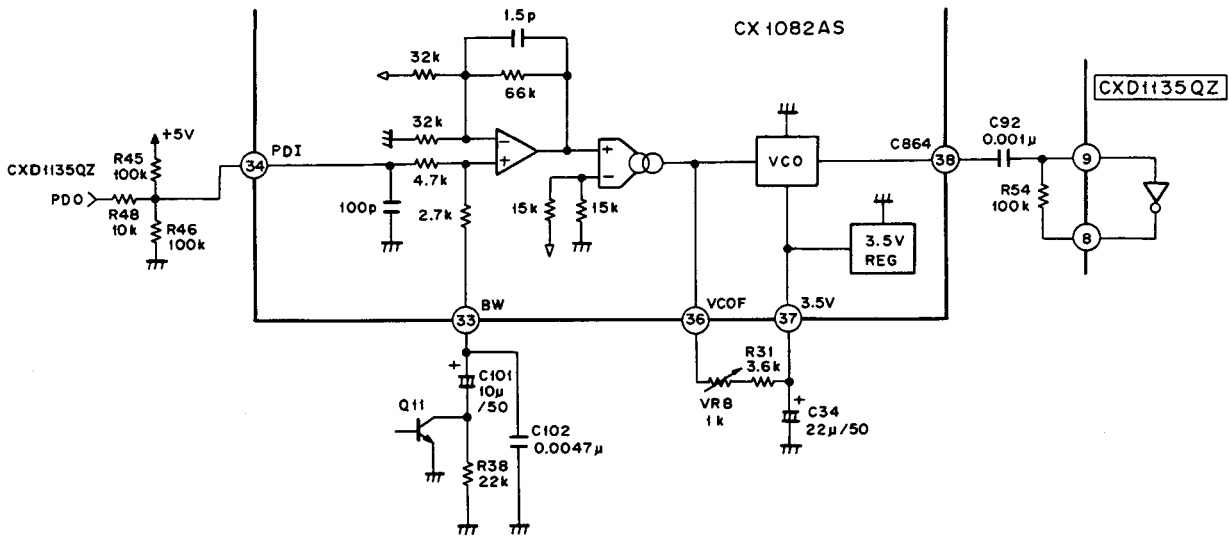 CX1082AS
1.5p
32k
66k
32k
CXD1135QZ
+5V
R45
100k
CXD1135QZ
PDO
R48
10k
R46
100k
34
PDI
4.7k
100p
2.7k
15k
15k
VCO
3.5V
REG
C864
38
C92
0.001μ
R54
100k
9
8
BW
33
VCOF
36
3.5V
37
C101
10μ
/50
Q11
R38
22k
C102
0.0047μ
VR8
1k
R31
3.6k
C34
22μ/50